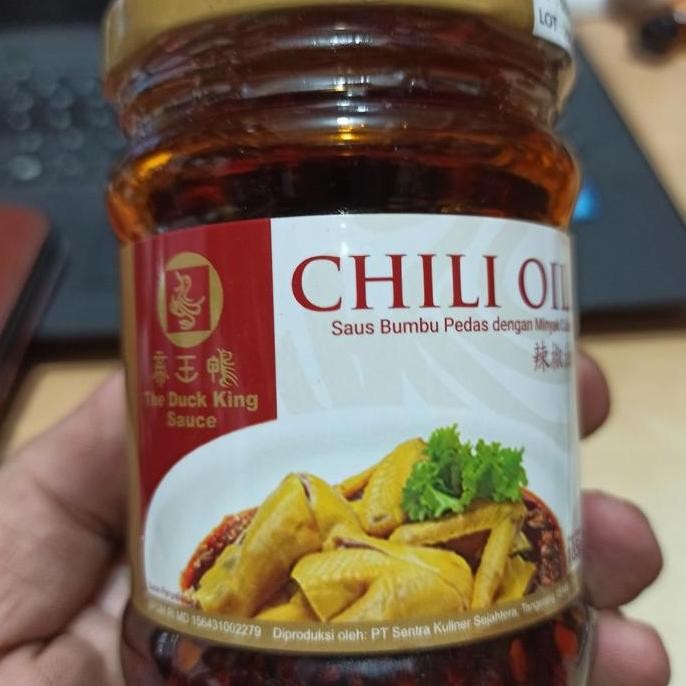 LOT
CHILI OIL
Saus Bumbu Pedas dengan Minyak
辣椒
王鴨
The Duck King
Sauce
BPOM RI MD 156431002279 Diproduksi oleh: PT Sentra Kuliner Sejahtera, Tangerang